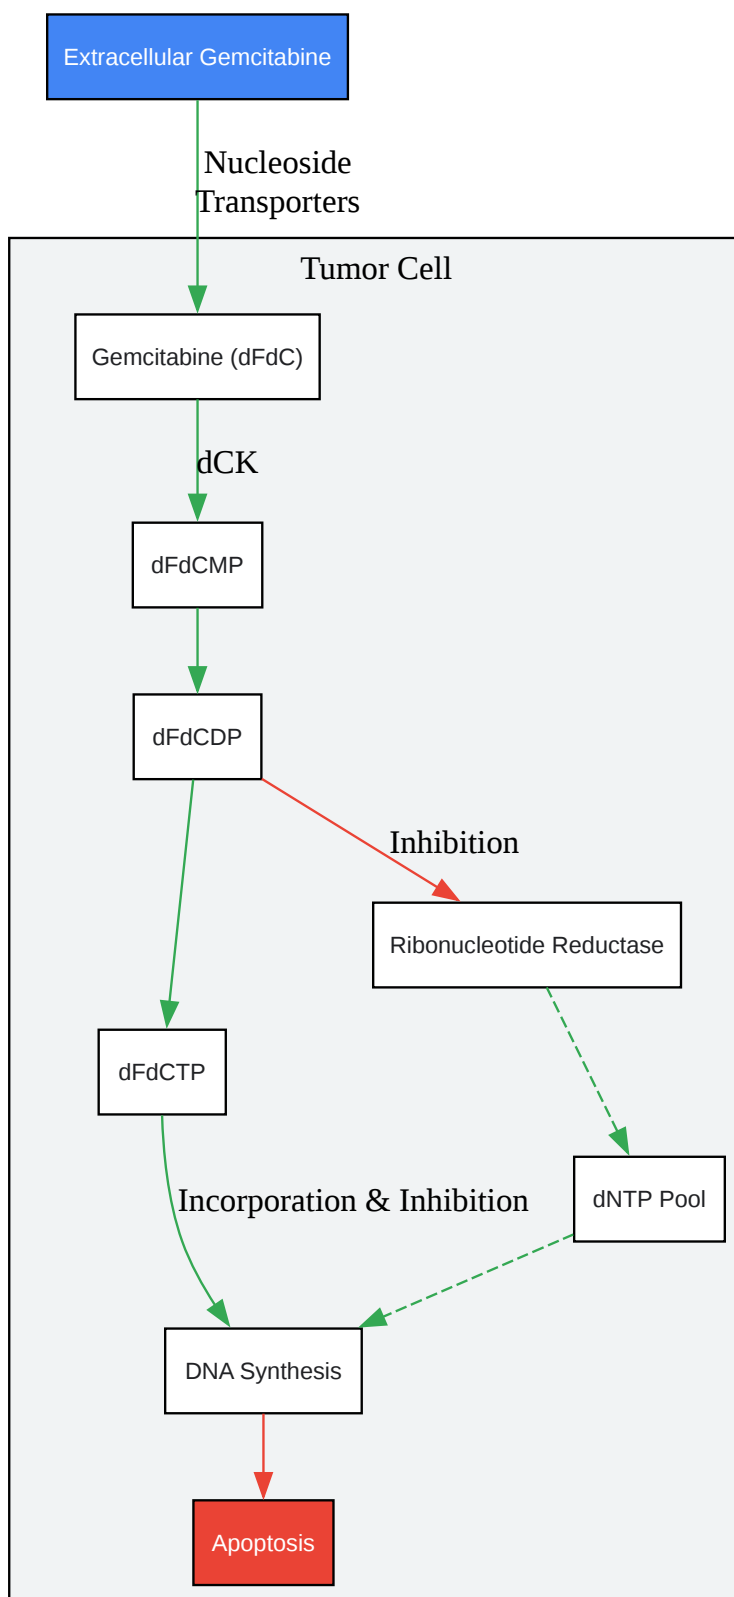 Extracellular Gemcitabine
Nucleoside
Transporters
Tumor Cell
Gemcitabine (dFdC)
dCK
dFdCMP
dFdCDP
Inhibition
Ribonucleotide Reductase
dFdCTP
Incorporation & Inhibition
dNTP Pool
DNA Synthesis
Apoptosis